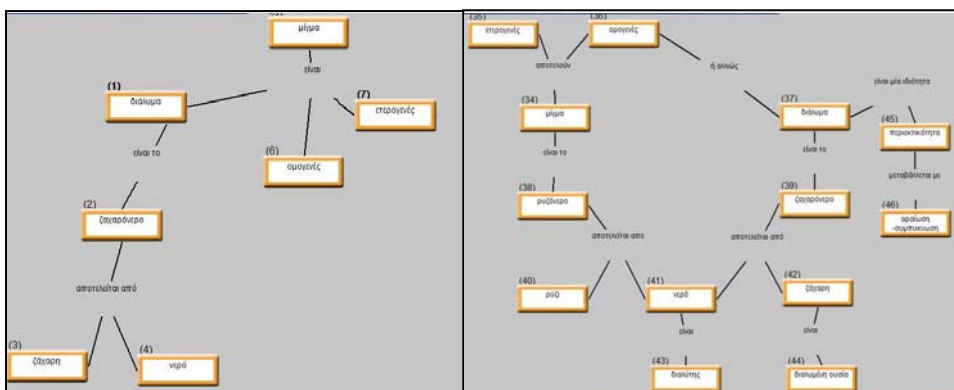 μίγμα
είναι
(1)
διάλυμα
(7)
ετερογενές
είναι το
(6)
ομογενές
(2)
ζαχαρόνερο
αποτελείται από
(3)
ζάχαρη
(4)
νερό
(35)
ετερογενές
(36)
ομογενές
αποτελούν
ή αλλιώς
είναι μία ιδιότητα
(34)
μίγμα
(37)
διάλυμα
(45)
περιεκτικότητα
είναι το
είναι το
μεταβάλλεται με
(38)
ρυζόνερο
(39)
ζαχαρόνερο
(46)
αραίωση
-συμπυκνωση
αποτελείται απο
αποτελείται από
(40)
ρύζι
(41)
νερό
(42)
ζάχαρη
είναι
είναι
(43)
διαλύτης
(44)
διαλυμένη ουσία